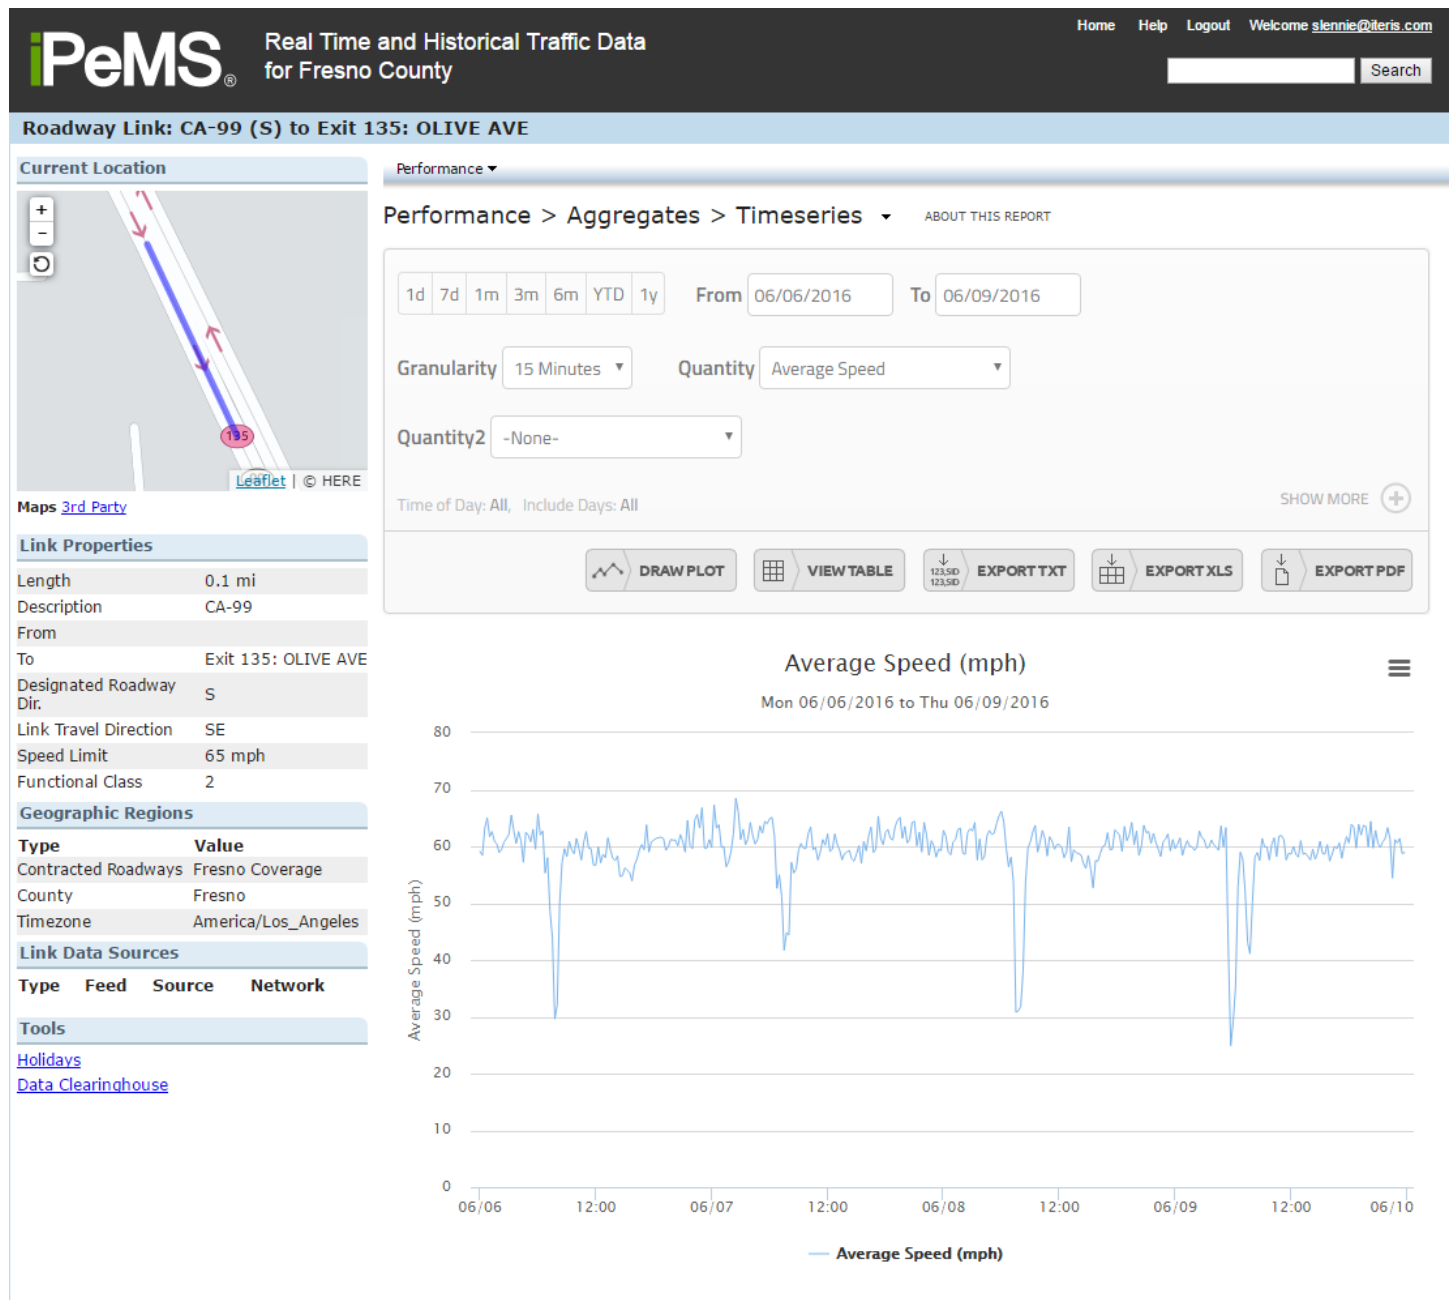 Home Help Logout Welcome slennie@iteris.com
iPeMS®
Real Time and Historical Traffic Data
for Fresno County
Search
Roadway Link: CA-99 (S) to Exit 135: OLIVE AVE
Current Location
+
-
135
Leaflet | © HERE
Maps 3rd Party
Link Properties
Length 0.1 mi
Description CA-99
From
To Exit 135: OLIVE AVE
Designated Roadway
Dir. S
Link Travel Direction SE
Speed Limit 65 mph
Functional Class 2
Geographic Regions
Type Value
Contracted Roadways Fresno Coverage
County Fresno
Timezone America/Los_Angeles
Link Data Sources
Type Feed Source Network
Tools
Holidays
Data Clearinghouse
Performance
Performance > Aggregates > Timeseries ABOUT THIS REPORT
1d 7d 1m 3m 6m YTD 1y From 06/06/2016 To 06/09/2016
Granularity 15 Minutes Quantity Average Speed
Quantity2 -None-
Time of Day: All, Include Days: All SHOW MORE
DRAW PLOT VIEW TABLE 123,SID 123,SID EXPORT TXT EXPORT XLS EXPORT PDF
Average Speed (mph)
Mon 06/06/2016 to Thu 06/09/2016
80
70
60
50
40
30
20
10
0
Average Speed (mph)
06/06 12:00 06/07 12:00 06/08 12:00 06/09 12:00 06/10
Average Speed (mph)